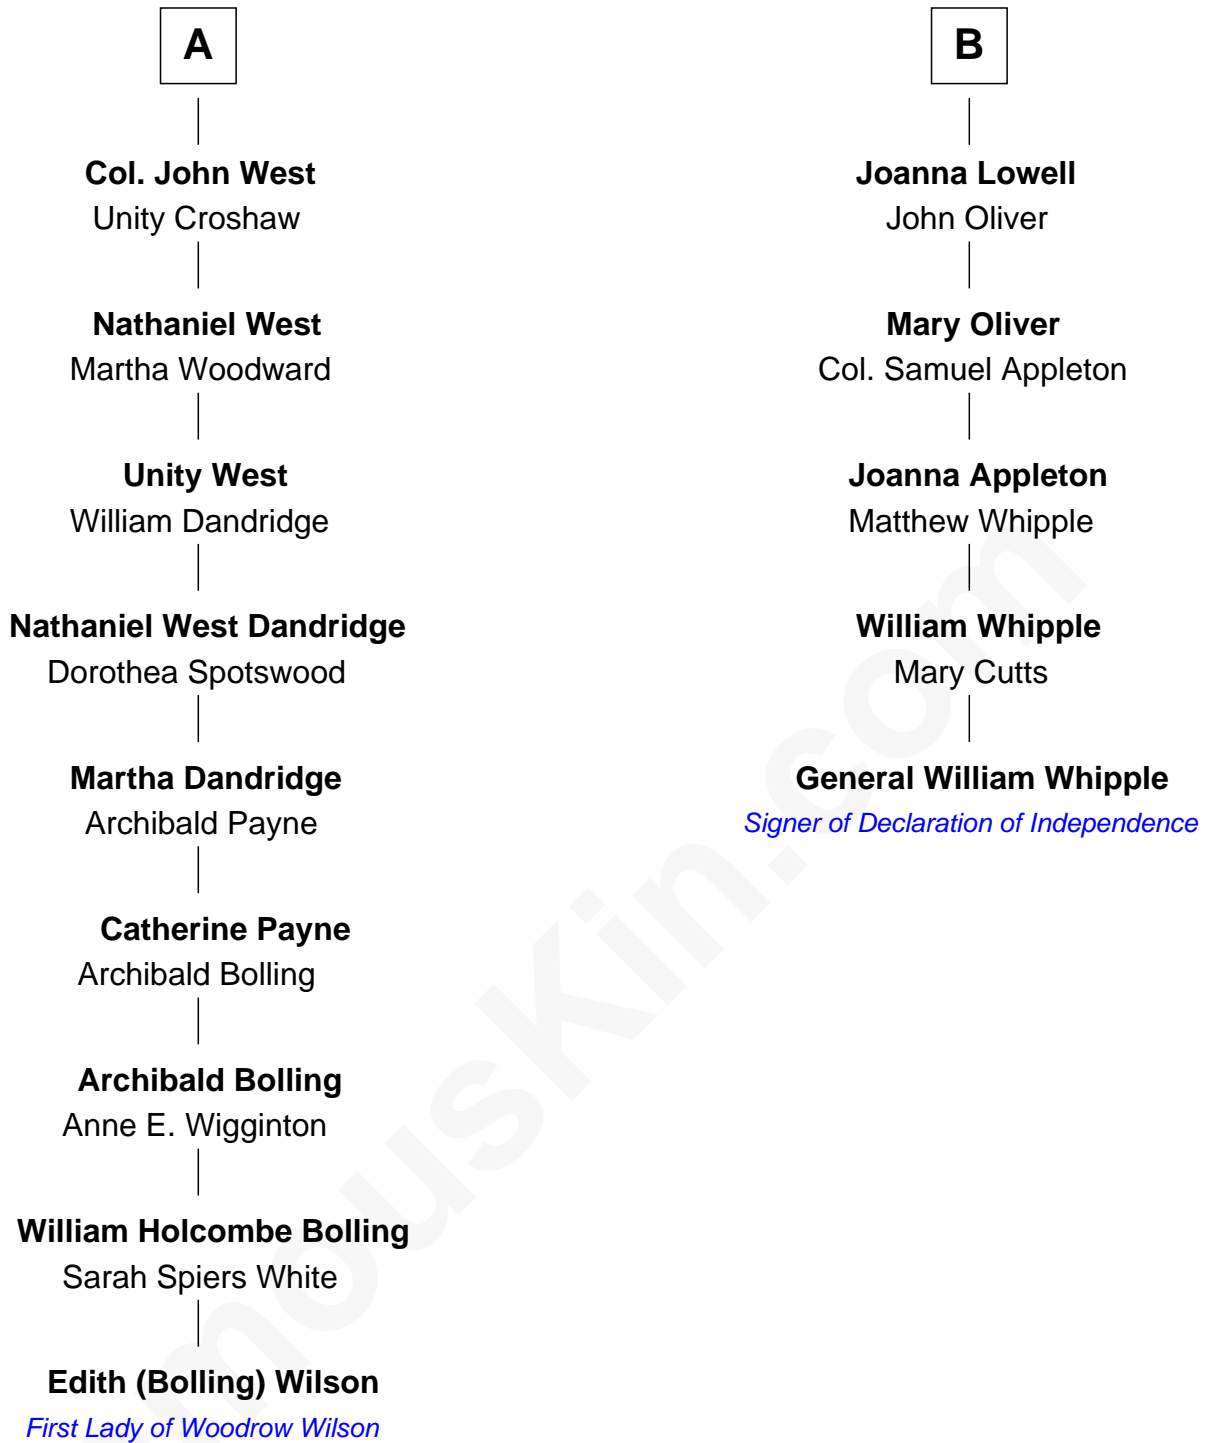 A
Col. John West
Unity Croshaw
Nathaniel West
Martha Woodward
Unity West
William Dandridge
Nathaniel West Dandridge
Dorothea Spotswood
Martha Dandridge
Archibald Payne
Catherine Payne
Archibald Bolling
Archibald Bolling
Anne E. Wigginton
William Holcombe Bolling
Sarah Spiers White
Edith (Bolling) Wilson
First Lady of Woodrow Wilson
B
Joanna Lowell
John Oliver
Mary Oliver
Col. Samuel Appleton
Joanna Appleton
Matthew Whipple
William Whipple
Mary Cutts
General William Whipple
Signer of Declaration of Independence
mouskin.com